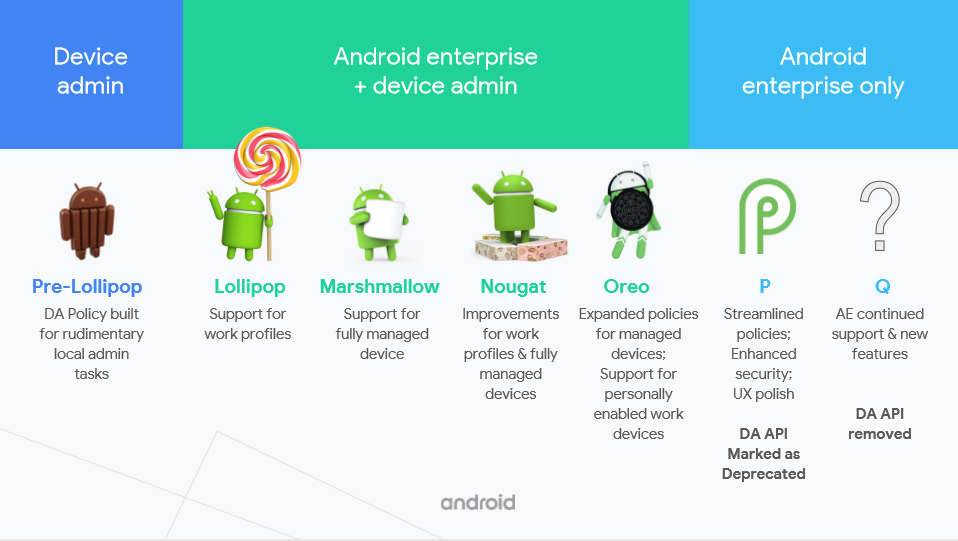 Device
admin
Android enterprise
+ device admin
Android
enterprise only
Pre-Lollipop
DA Policy built
for rudimentary
local admin
tasks
Lollipop
Support for
work profiles
Marshmallow
Support for
fully managed
device
Nougat
Improvements
for work
profiles & fully
managed
devices
Oreo
Expanded policies
for managed
devices;
Support for
personally
enabled work
devices
P
Streamlined
policies;
Enhanced
security;
UX polish
DA API
Marked as
Deprecated
Q
AE continued
support & new
features
DA API
removed
android